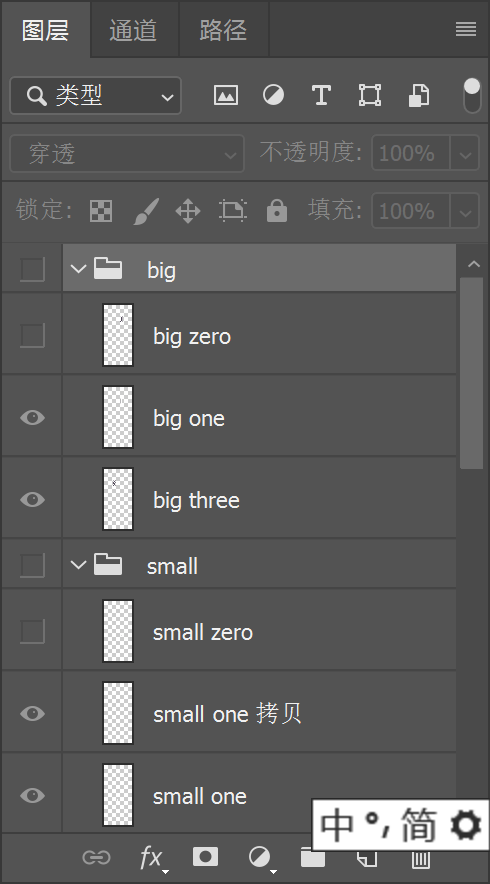 图层 通道 路径
类型
穿透 不透明度: 100%
锁定: 填充: 100%
big
big zero
big one
big three
small
small zero
small one 拷贝
small one
中 °, 简
fx